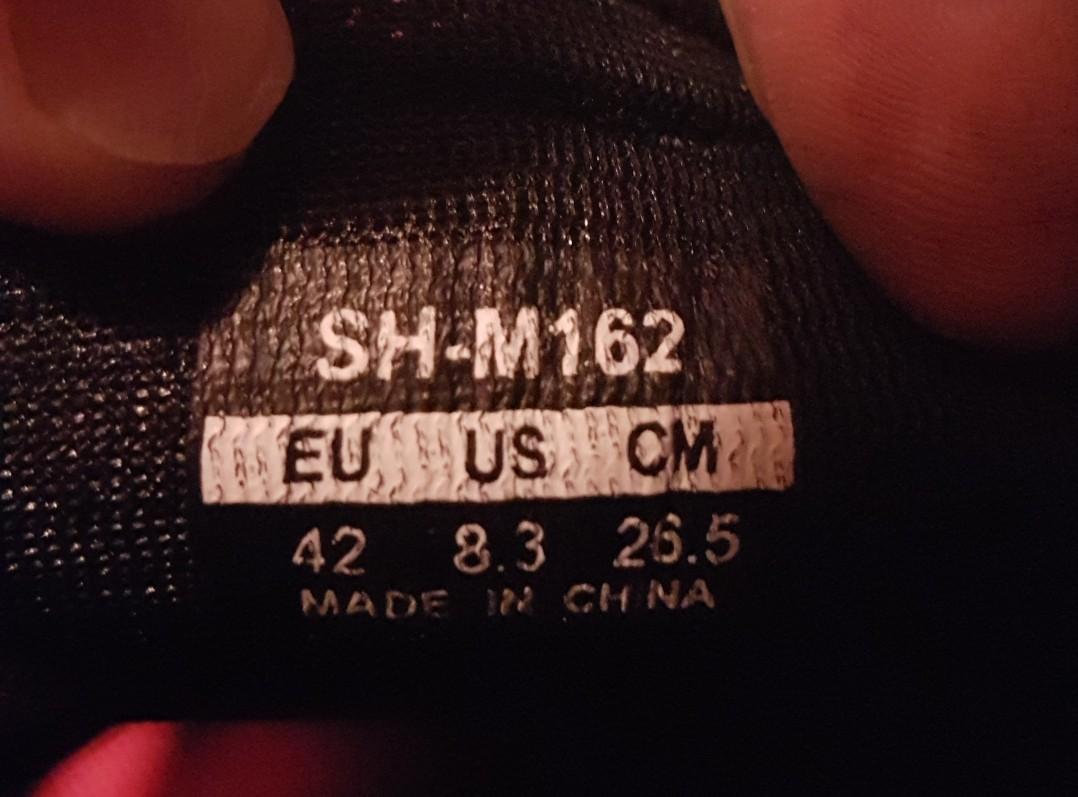 SH-M162
EU US CM
42 8.3 26.5
MADE IN CHINA